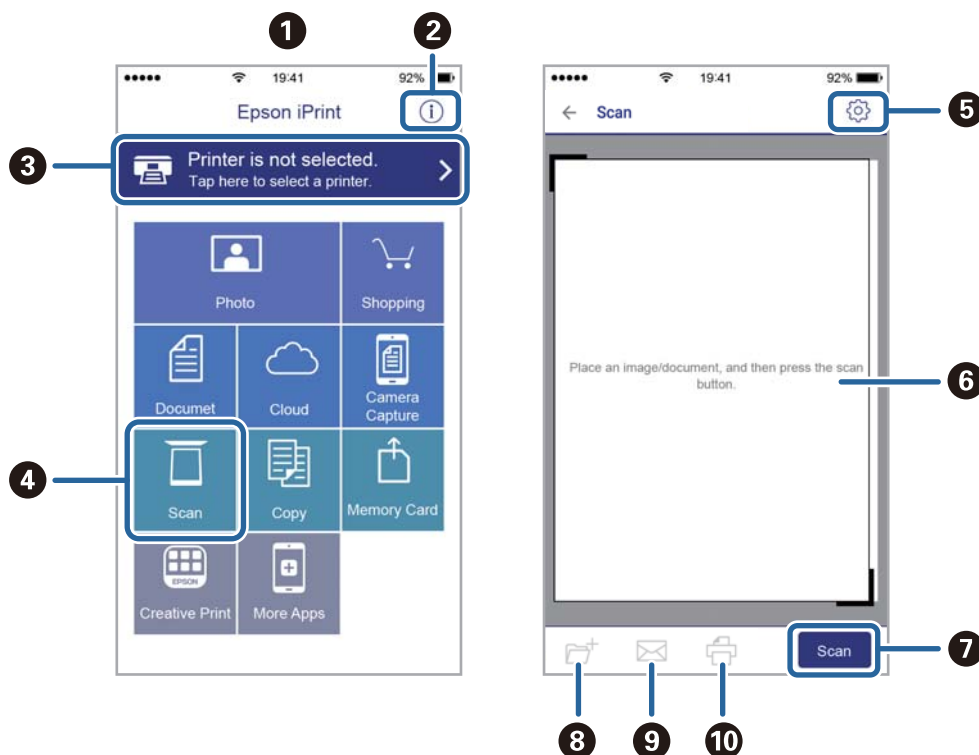 1
2
19:41
92%
Epson iPrint
i
3
Printer is not selected.
Tap here to select a printer.
Photo
Shopping
Documet
Cloud
Camera
Capture
4
Scan
Copy
Memory Card
EPSON
Creative Print
More Apps
19:41
92%
Scan
5
Place an image/document, and then press the scan
button.
6
Scan
7
8
9
10